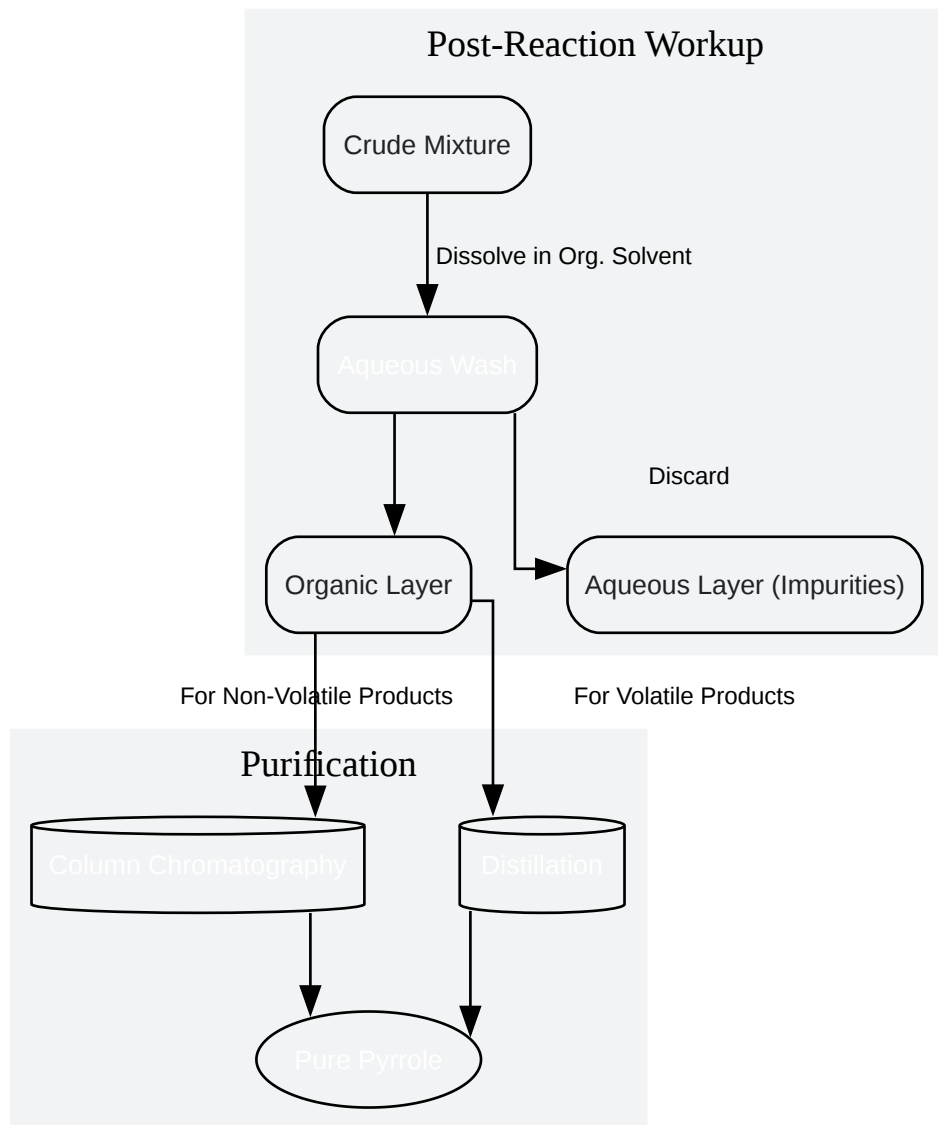 Post-Reaction Workup
Crude Mixture
Dissolve in Org. Solvent
Aqueous Wash
Discard
Organic Layer
Aqueous Layer (Impurities)
For Non-Volatile Products
For Volatile Products
Purification
Column Chromatography
Distillation
Pure Pyrrole